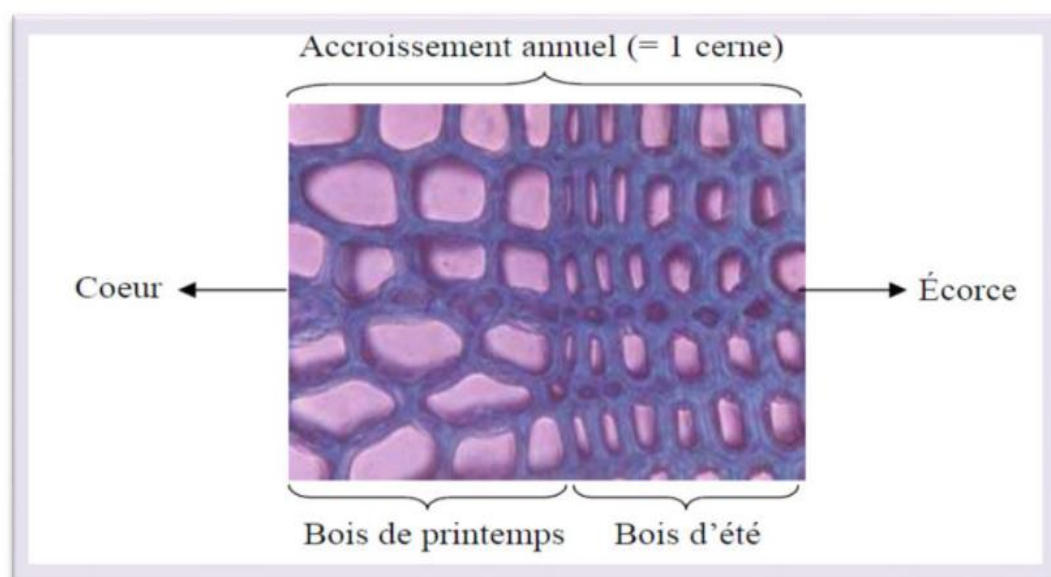 Accroissement annuel (= 1 cerne)
Coeur
Écorce
Bois de printemps
Bois d'été